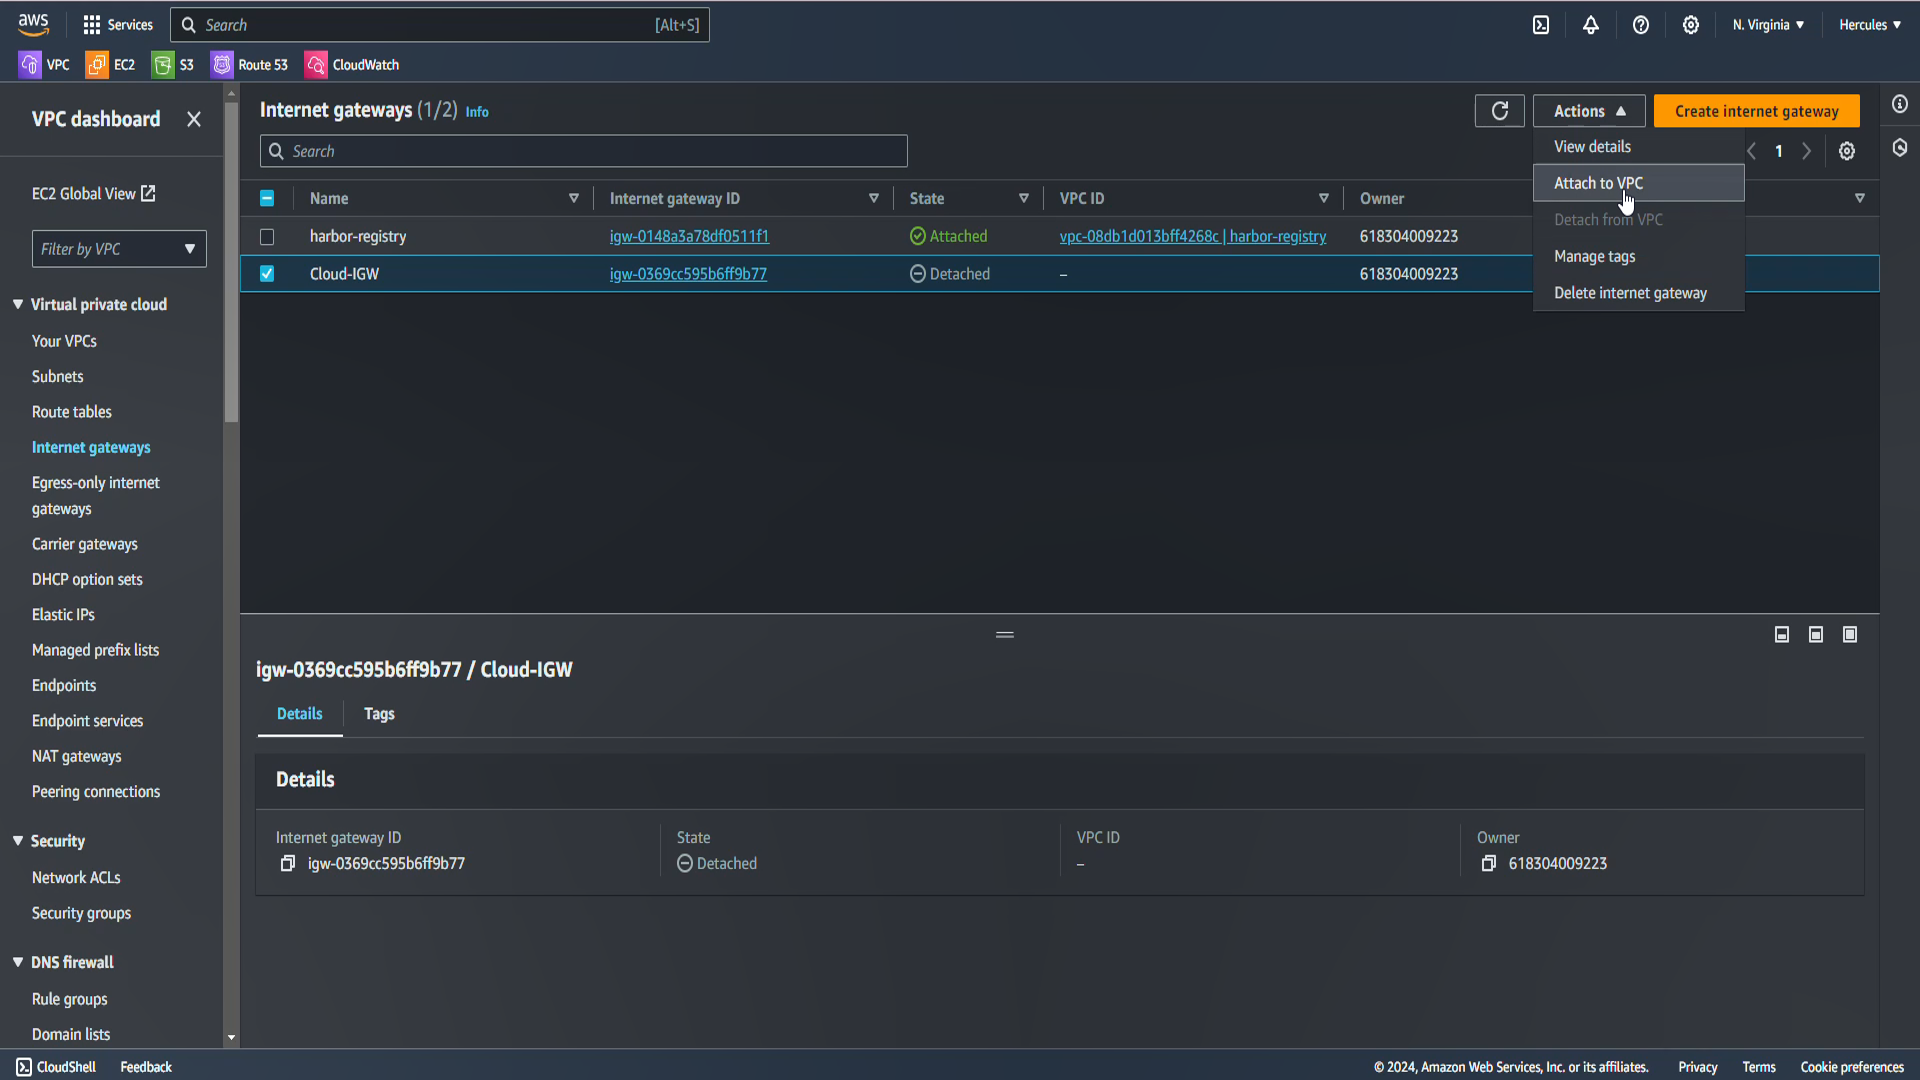 aws
Services
Search
[Alt+S]
N. Virginia
Hercules
VPC
EC2
S3
Route 53
CloudWatch
VPC dashboard
EC2 Global View
Filter by VPC
Virtual private cloud
Your VPCs
Subnets
Route tables
Internet gateways
Egress-only internet
gateways
Carrier gateways
DHCP option sets
Elastic IPs
Managed prefix lists
Endpoints
Endpoint services
NAT gateways
Peering connections
Security
Network ACLs
Security groups
DNS firewall
Rule groups
Domain lists
Internet gateways (1/2) Info
Actions
Create internet gateway
Search
1
View details
Attach to VPC
Detach from VPC
Manage tags
Delete internet gateway
Name
Internet gateway ID
State
VPC ID
Owner
harbor-registry
igw-0148a3a78df0511f1
Attached
vpc-08db1d013bff4268c | harbor-registry
618304009223
Cloud-IGW
igw-0369cc595b6ff9b77
Detached
–
618304009223
igw-0369cc595b6ff9b77 / Cloud-IGW
Details
Tags
Details
Internet gateway ID
igw-0369cc595b6ff9b77
State
Detached
VPC ID
–
Owner
618304009223
CloudShell
Feedback
© 2024, Amazon Web Services, Inc. or its affiliates.
Privacy
Terms
Cookie preferences